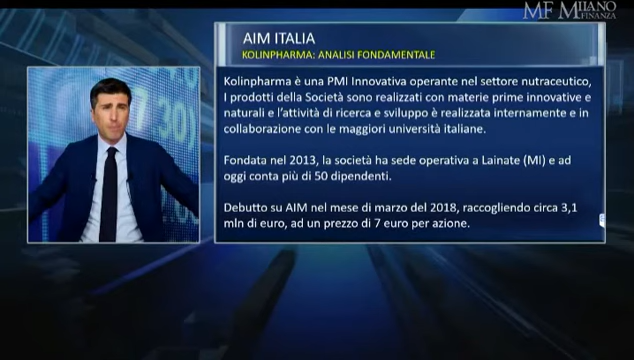 MF MILANO
FINANZA
AIM ITALIA
KOLINPHARMA: ANALISI FONDAMENTALE
Kolinpharma è una PMI Innovativa operante nel settore nutraceutico,
I prodotti della Società sono realizzati con materie prime innovative e
naturali e l'attività di ricerca e sviluppo è realizzata internamente e in
collaborazione con le maggiori università italiane.
Fondata nel 2013, la società ha sede operativa a Lainate (MI) e ad
oggi conta più di 50 dipendenti.
Debutto su AIM nel mese di marzo del 2018, raccogliendo circa 3,1
mln di euro, ad un prezzo di 7 euro per azione.
30